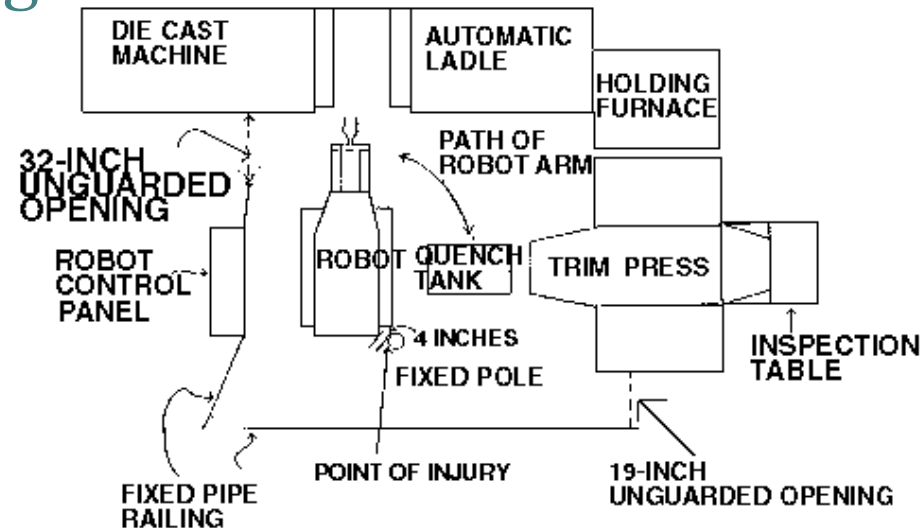 g
DIE CAST
MACHINE
AUTOMATIC
LADLE
HOLDING
FURNACE
32-INCH
UNGUARDED
OPENING
PATH OF
ROBOT ARM
ROBOT
CONTROL
PANEL
ROBOT
QUENCH
TANK
TRIM PRESS
4 INCHES
FIXED POLE
INSPECTION
TABLE
POINT OF INJURY
19-INCH
UNGUARDED OPENING
FIXED PIPE
RAILING